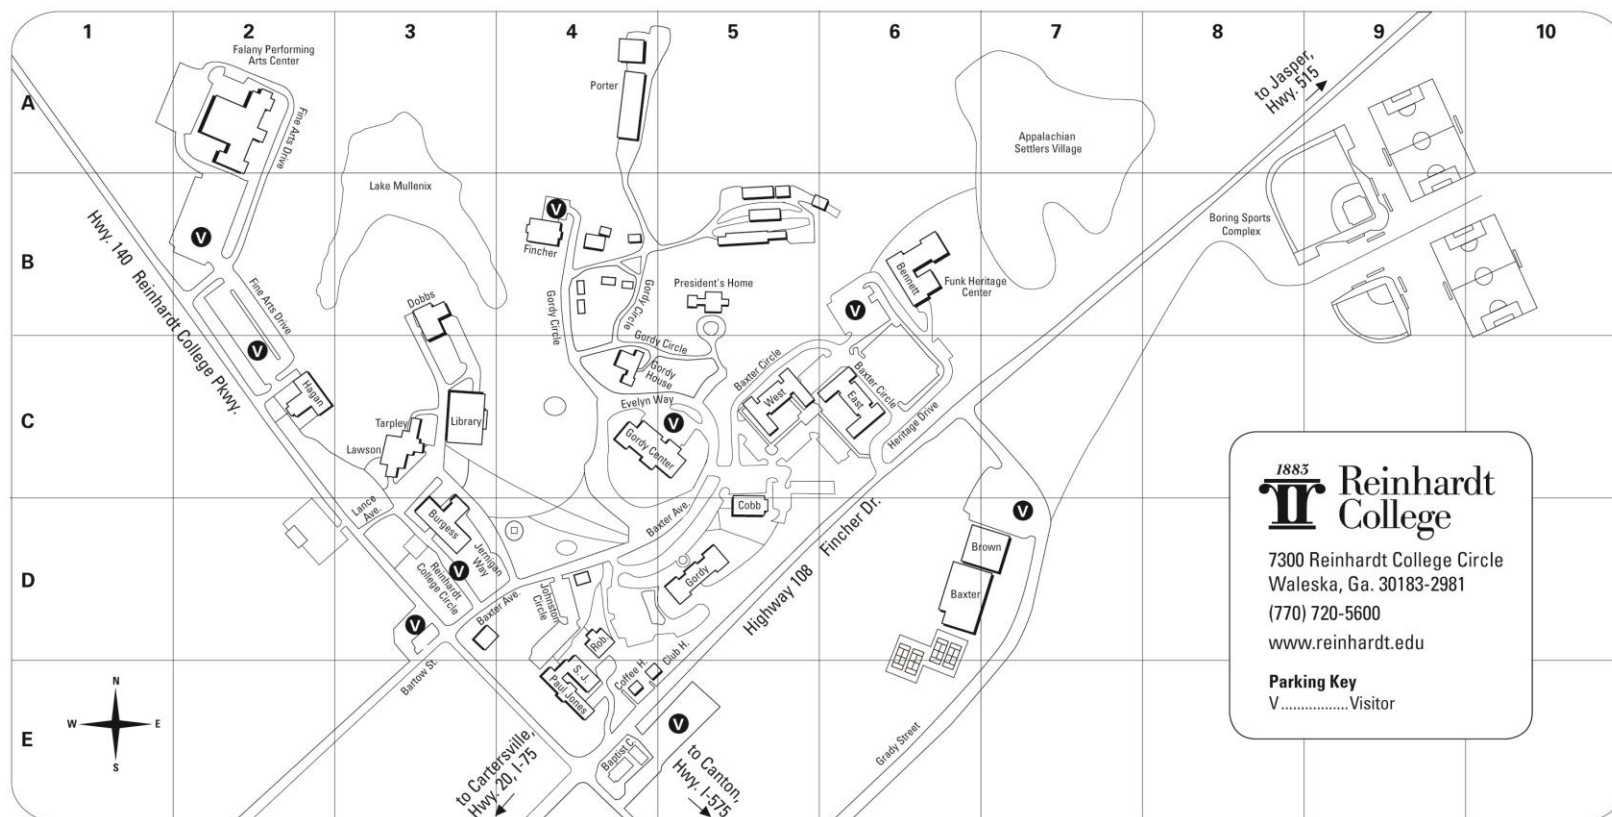 1
2
3
4
5
6
7
8
9
10
A
B
C
D
E
Falany Performing
Arts Center
Fine Arts Drive
Porter
Lake Mullenix
Appalachian
Settlers Village
to Jasper,
Hwy. 515
V
V
Fincher
Hwy. 140 Reinhardt College Pkwy.
Fine Arts Drive
Dobbs
Gordy Circle
Gordy Circle
President's Home
Bennett
Funk Heritage
Center
Boring Sports
Complex
V
V
Gordy Circle
Gordy
House
Baxter Circle
Baxter Circle
Hagan
Evelyn Way
West
East
Tarpley
Library
V
Heritage Drive
Lawson
Gordy Center
Lance
Ave.
Burgess
Jernigan
Way
Baxter Ave.
Cobb
Highway 108 Fincher Dr.
V
Brown
Reinhardt
College Circle
V
Gordy
Baxter
Baxter Ave.
Johnston
Circle
V
Rob.
Bartow St.
S. J.
Paul Jones
Coffee H.
Club H.
V
Baptist C.
Grady Street
to Cartersville,
Hwy. 20, I-75
to Canton,
Hwy. I-575
N
W
E
S
1883
Reinhardt
College
7300 Reinhardt College Circle
Waleska, Ga. 30183-2981
(770) 720-5600
www.reinhardt.edu
Parking Key
V.................Visitor